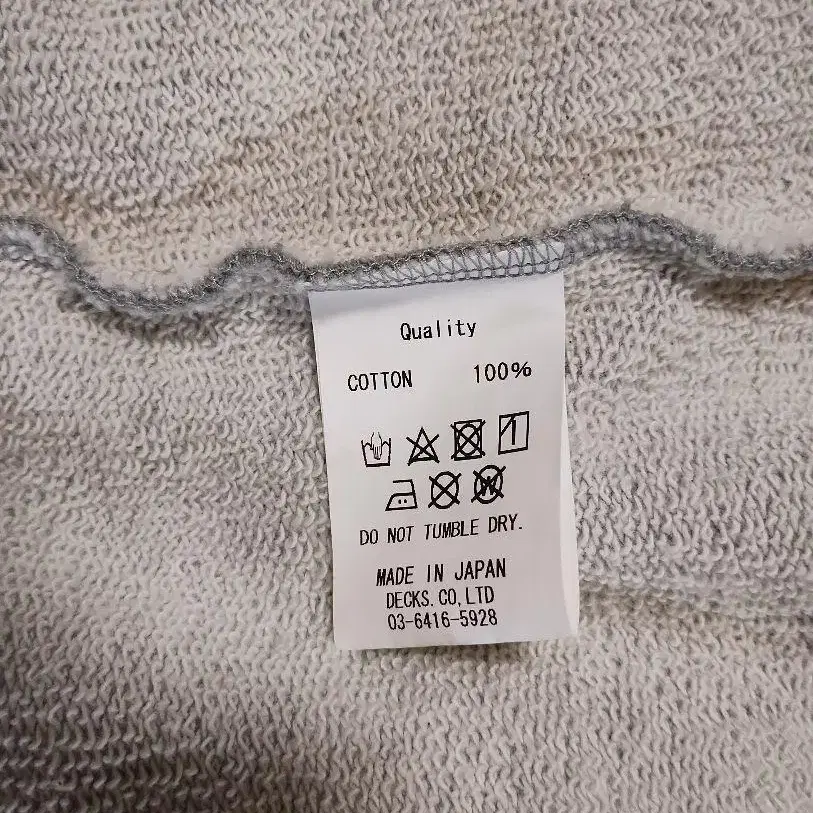 Quality
COTTON 100%
DO NOT TUMBLE DRY.
MADE IN JAPAN
DECKS. CO, LTD
03-6416-5928